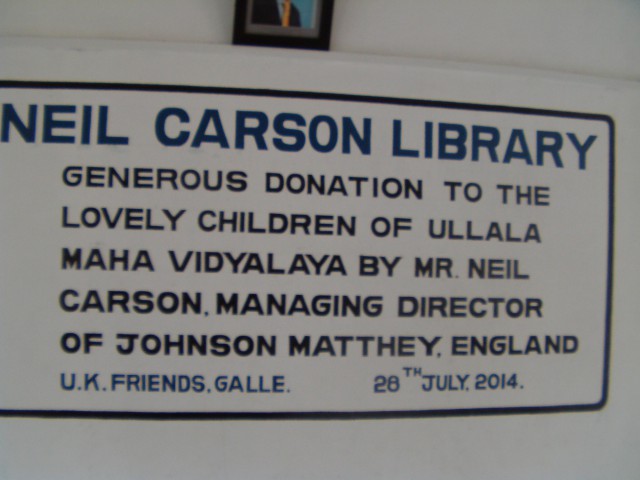 NEIL CARSON LIBRARY
GENEROUS DONATION TO THE
LOVELY CHILDREN OF ULLALA
MAHA VIDYALAYA BY MR. NEIL
CARSON, MANAGING DIRECTOR
OF JOHNSON MATTHEY, ENGLAND
U.K. FRIENDS, GALLE. 28TH JULY, 2014.